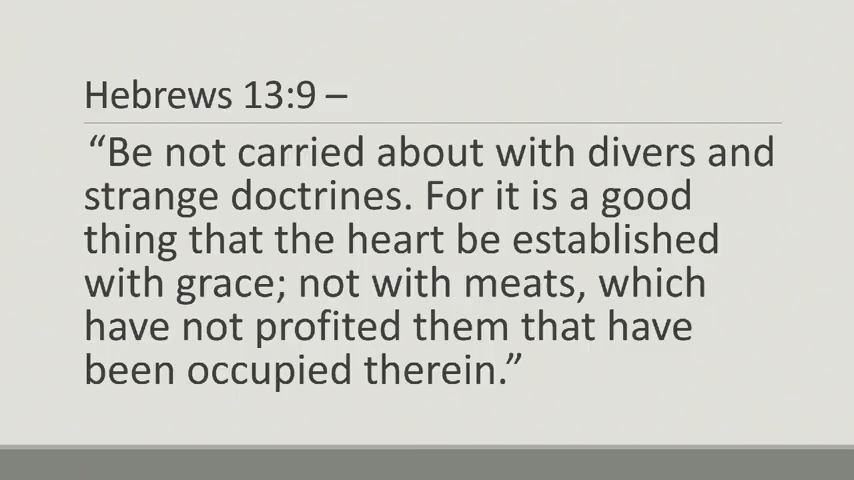 Hebrews 13:9 –
“Be not carried about with divers and
strange doctrines. For it is a good
thing that the heart be established
with grace; not with meats, which
have not profited them that have
been occupied therein.”